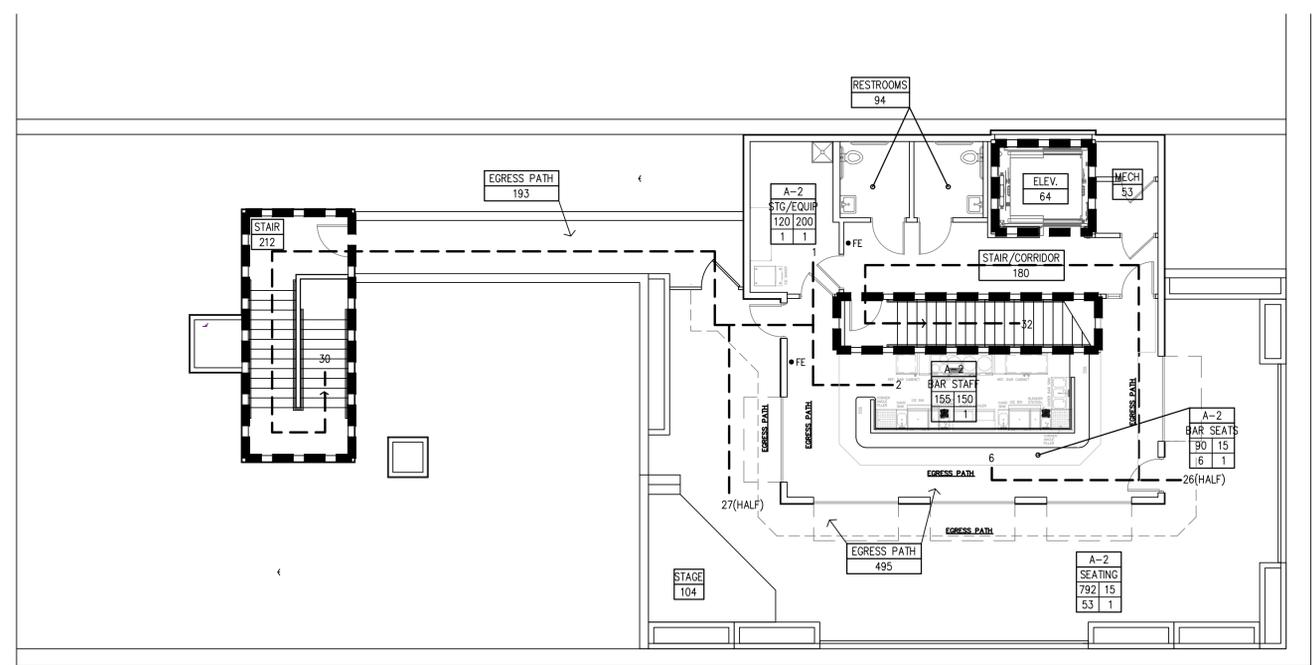 RESTROOMS
94
EGRESS PATH
193
A-2
STG/EQUIP
120 200
1 1
ELEV.
64
MECH
53
STAIR
212
FE
1
STAIR/CORRIDOR
180
32
30
FE
2
A-2
BAR STAFF
155 150
1
EGRESS PATH
EGRESS PATH
EGRESS PATH
A-2
BAR SEATS
90 15
6 1
6
EGRESS PATH
26(HALF)
27(HALF)
EGRESS PATH
EGRESS PATH
495
A-2
SEATING
792 15
53 1
STAGE
104